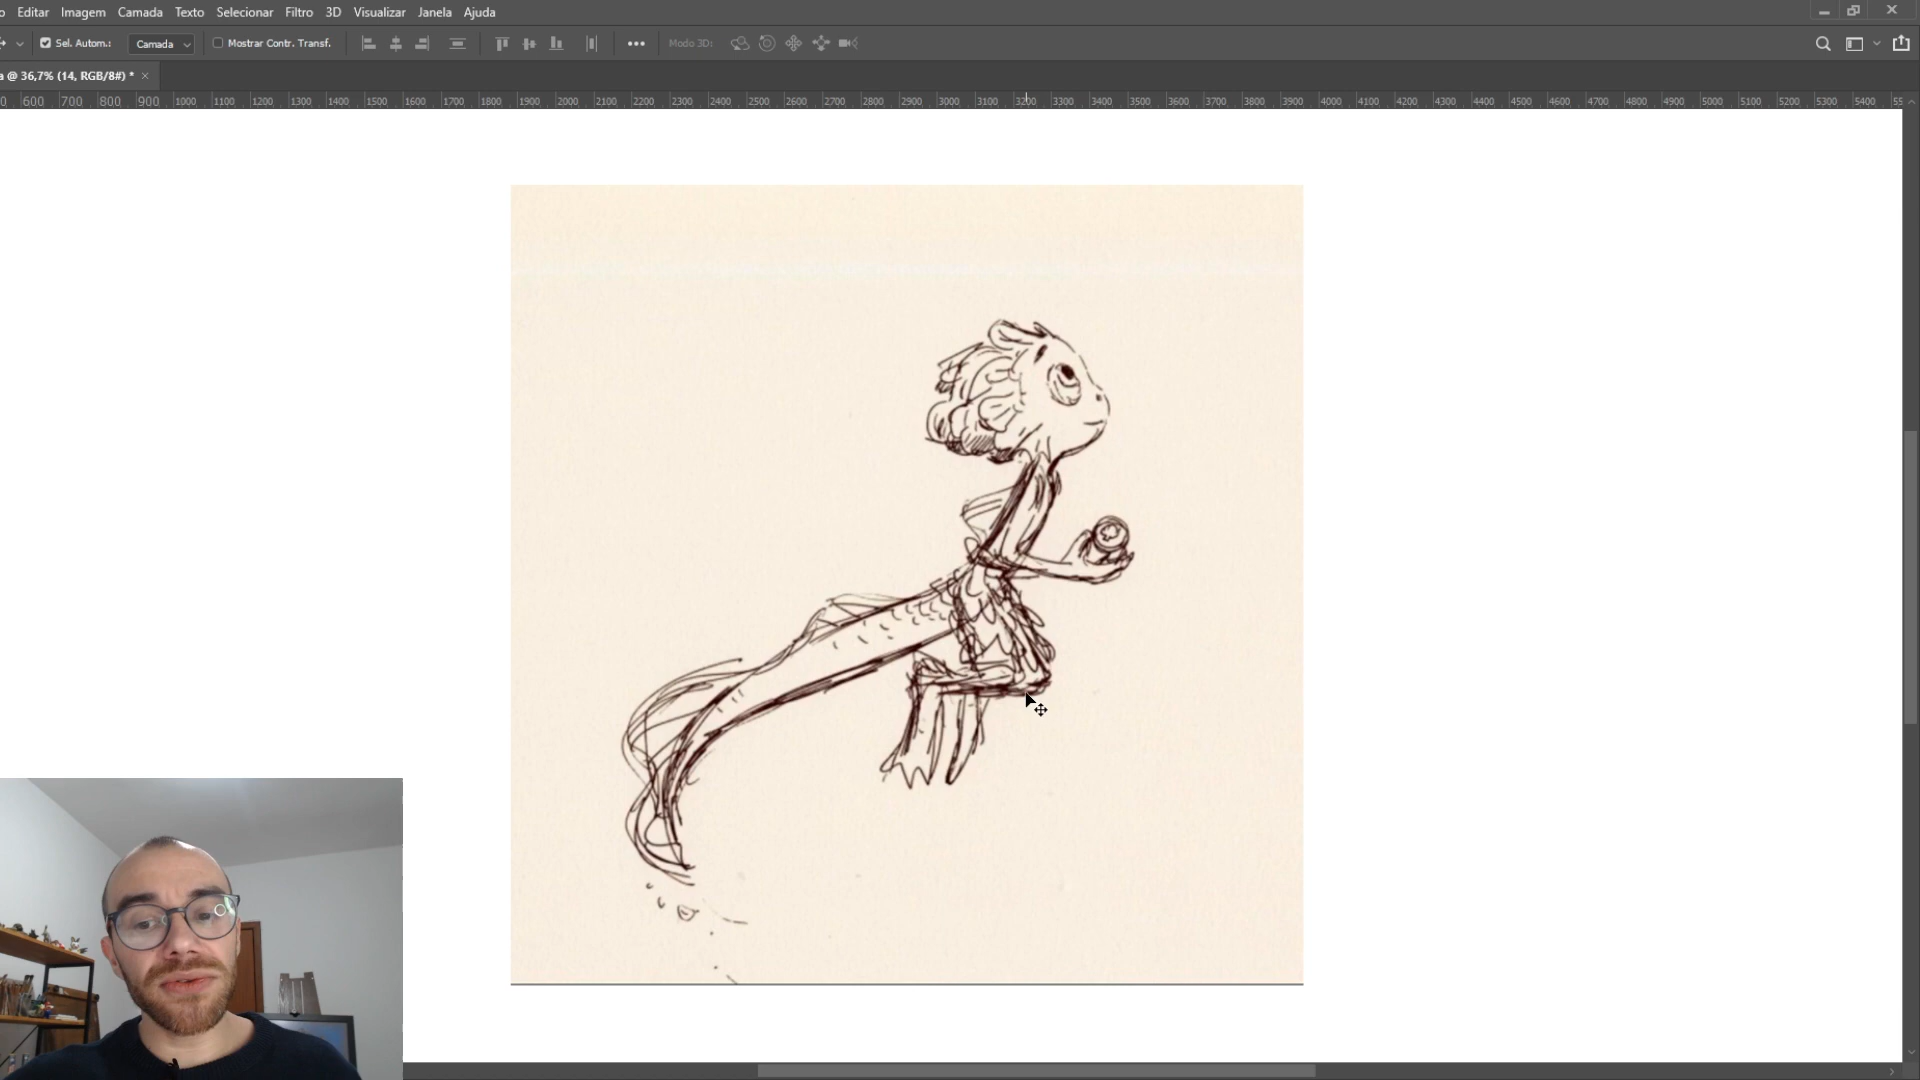 Editar Imagem Camada Texto Selecionar Filtro 3D Visualizar Janela Ajuda
Sel. Autom.: Camada Mostrar Contr. Transf. Modo 3D:
a @ 36,7% (14, RGB/8#) *
0 600 700 800 900 1000 1100 1200 1300 1400 1500 1600 1700 1800 1900 2000 2100 2200 2300 2400 2500 2600 2700 2800 2900 3000 3100 3200 3300 3400 3500 3600 3700 3800 3900 4000 4100 4200 4300 4400 4500 4600 4700 4800 4900 5000 5100 5200 5300 5400 55